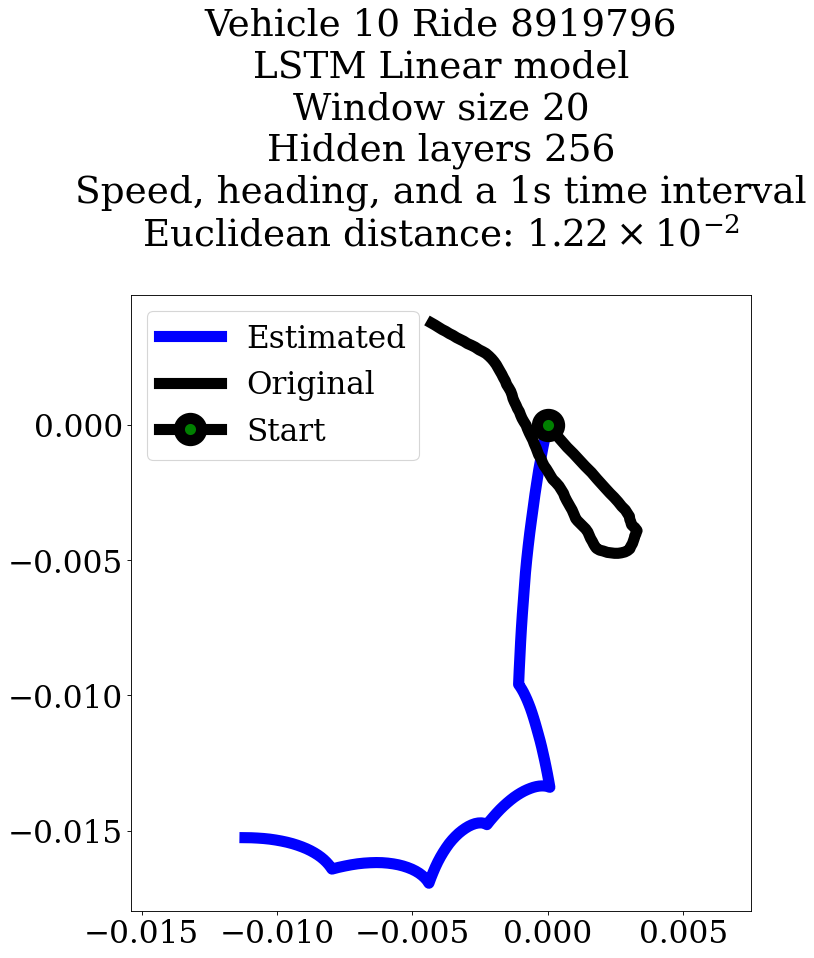 Vehicle 10 Ride 8919796
LSTM Linear model
Window size 20
Hidden layers 256
Speed, heading, and a 1s time interval
Euclidean distance: 1.22 × 10⁻²
Estimated
Original
Start
0.000
−0.005
−0.010
−0.015
−0.015 −0.010 −0.005 0.000 0.005